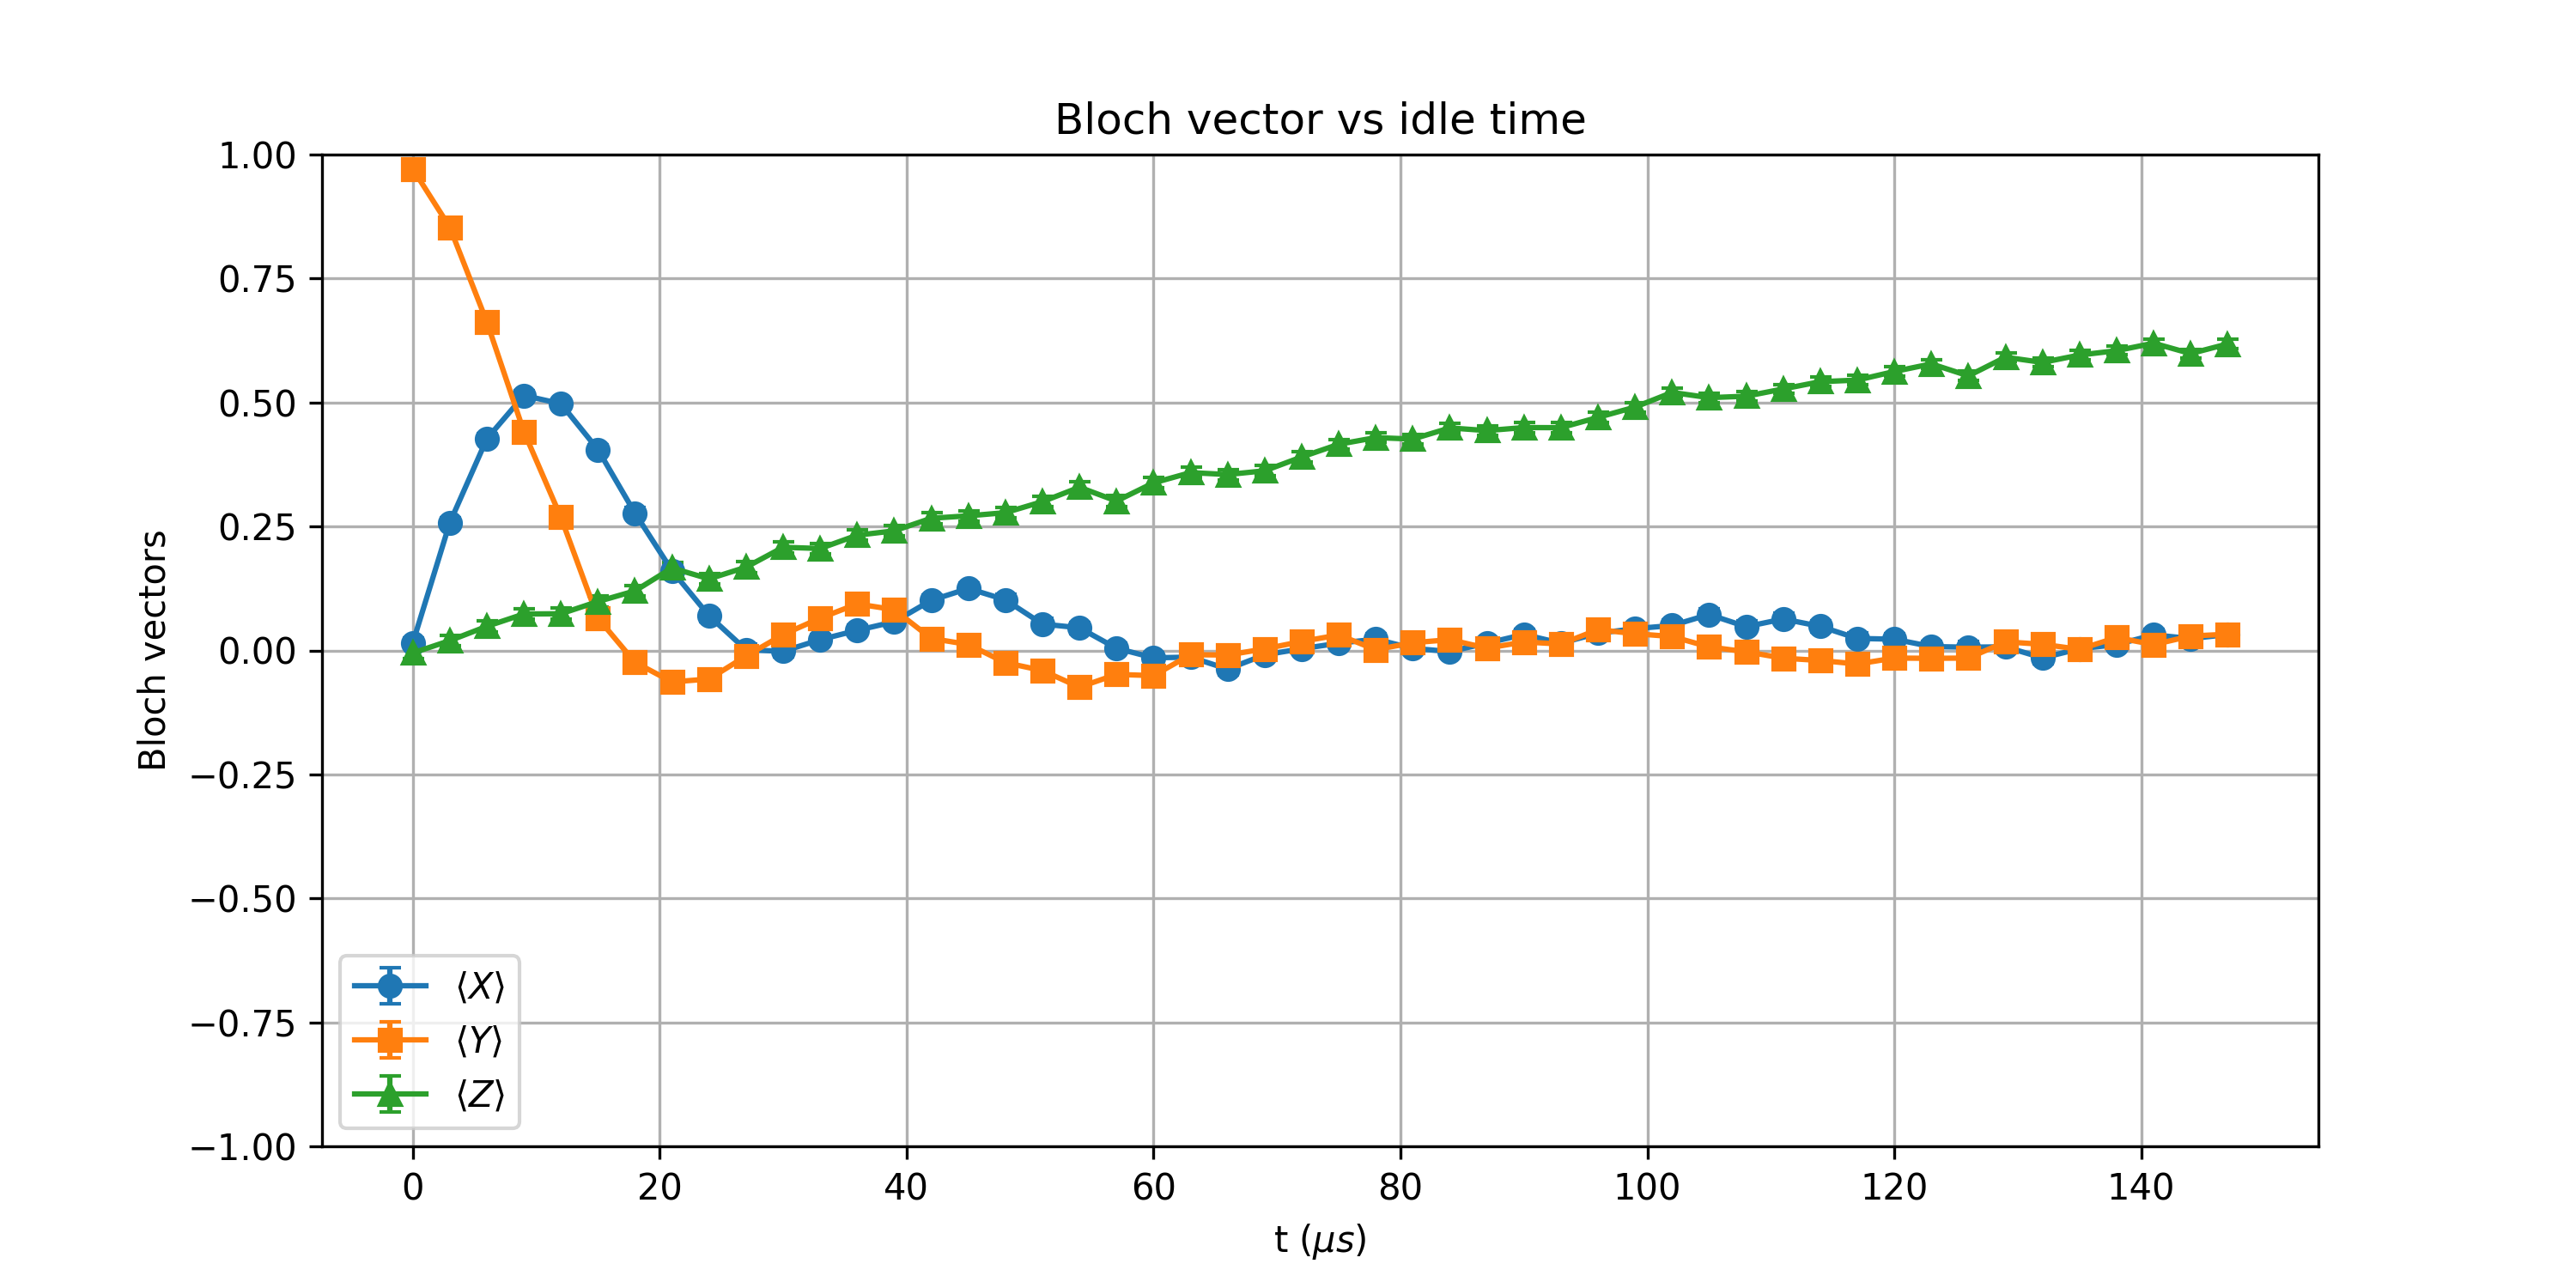 Bloch vector vs idle time
1.00
0.75
0.50
0.25
0.00
−0.25
−0.50
−0.75
−1.00
Bloch vectors
⟨X⟩
⟨Y⟩
⟨Z⟩
0 20 40 60 80 100 120 140
t (μs)